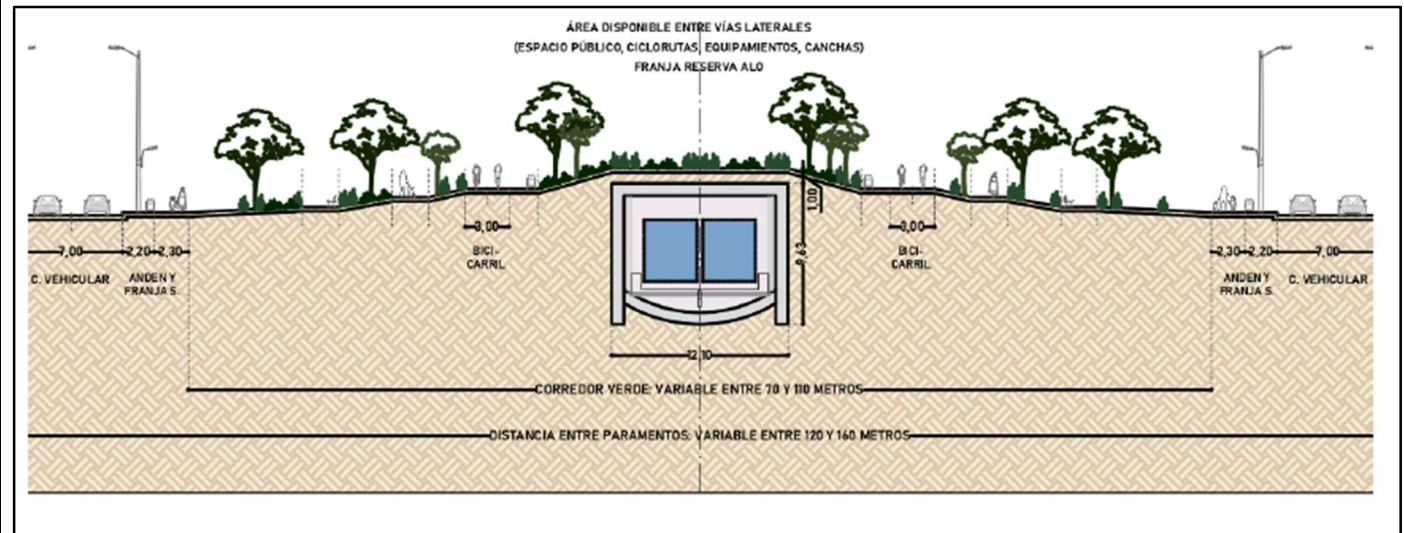 ÁREA DISPONIBLE ENTRE VÍAS LATERALES
(ESPACIO PÚBLICO, CICLORUTAS, EQUIPAMIENTOS, CANCHAS)
FRANJA RESERVA ALO
1,00
9,63
7,00
2,20
2,30
3,00
3,00
2,30
2,20
7,00
C. VEHICULAR
ANDEN Y
FRANJA S.
BICI-
CARRIL
BICI-
CARRIL
ANDEN Y
FRANJA S.
C. VEHICULAR
12,10
CORREDOR VERDE: VARIABLE ENTRE 70 Y 110 METROS
DISTANCIA ENTRE PARAMENTOS: VARIABLE ENTRE 120 Y 160 METROS